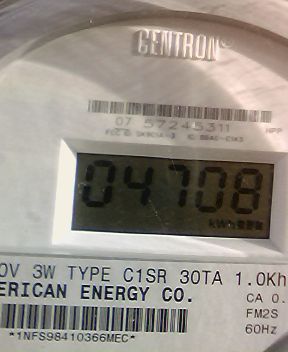 CENTRON®
07 57245311
04708
kWh
0V 3W TYPE C1SR 30TA 1.0Kh
ERICAN ENERGY CO.
CA 0.
FM2S
60Hz
*1NFS98410366MEC*